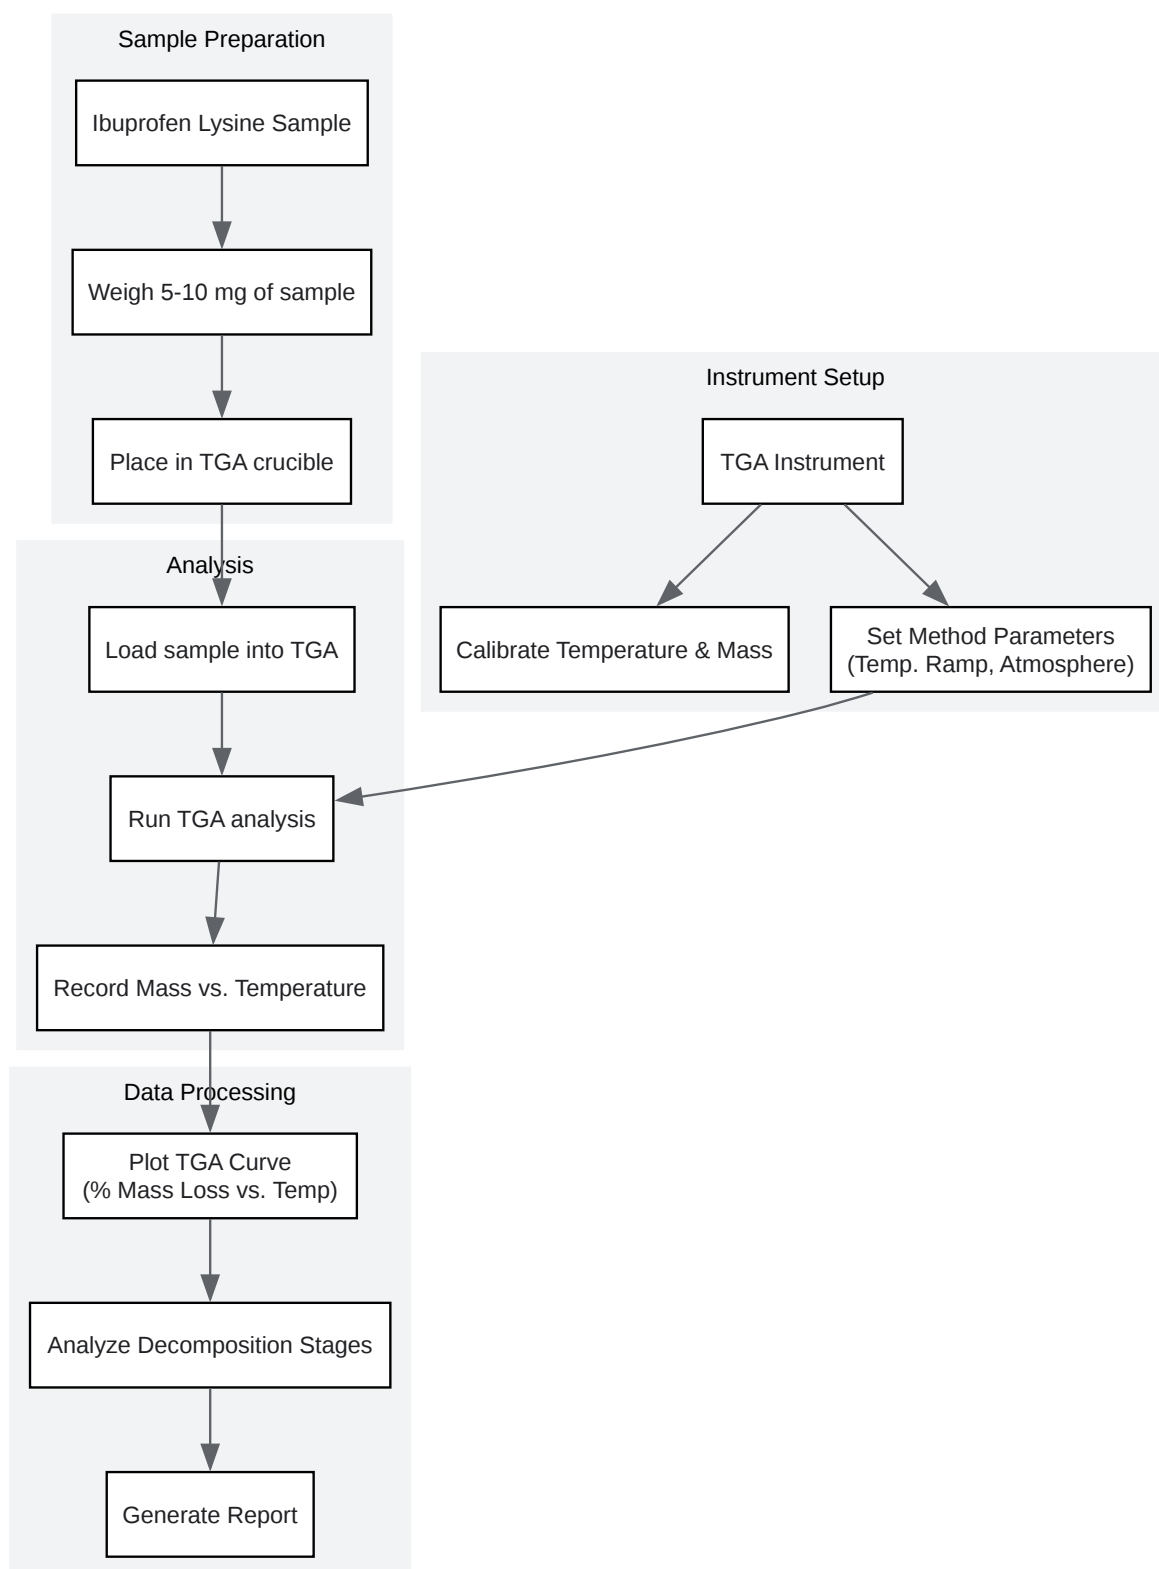 Sample Preparation
Ibuprofen Lysine Sample
Weigh 5-10 mg of sample
Place in TGA crucible
Instrument Setup
TGA Instrument
Calibrate Temperature & Mass
Set Method Parameters
(Temp. Ramp, Atmosphere)
Analysis
Load sample into TGA
Run TGA analysis
Record Mass vs. Temperature
Data Processing
Plot TGA Curve
(% Mass Loss vs. Temp)
Analyze Decomposition Stages
Generate Report